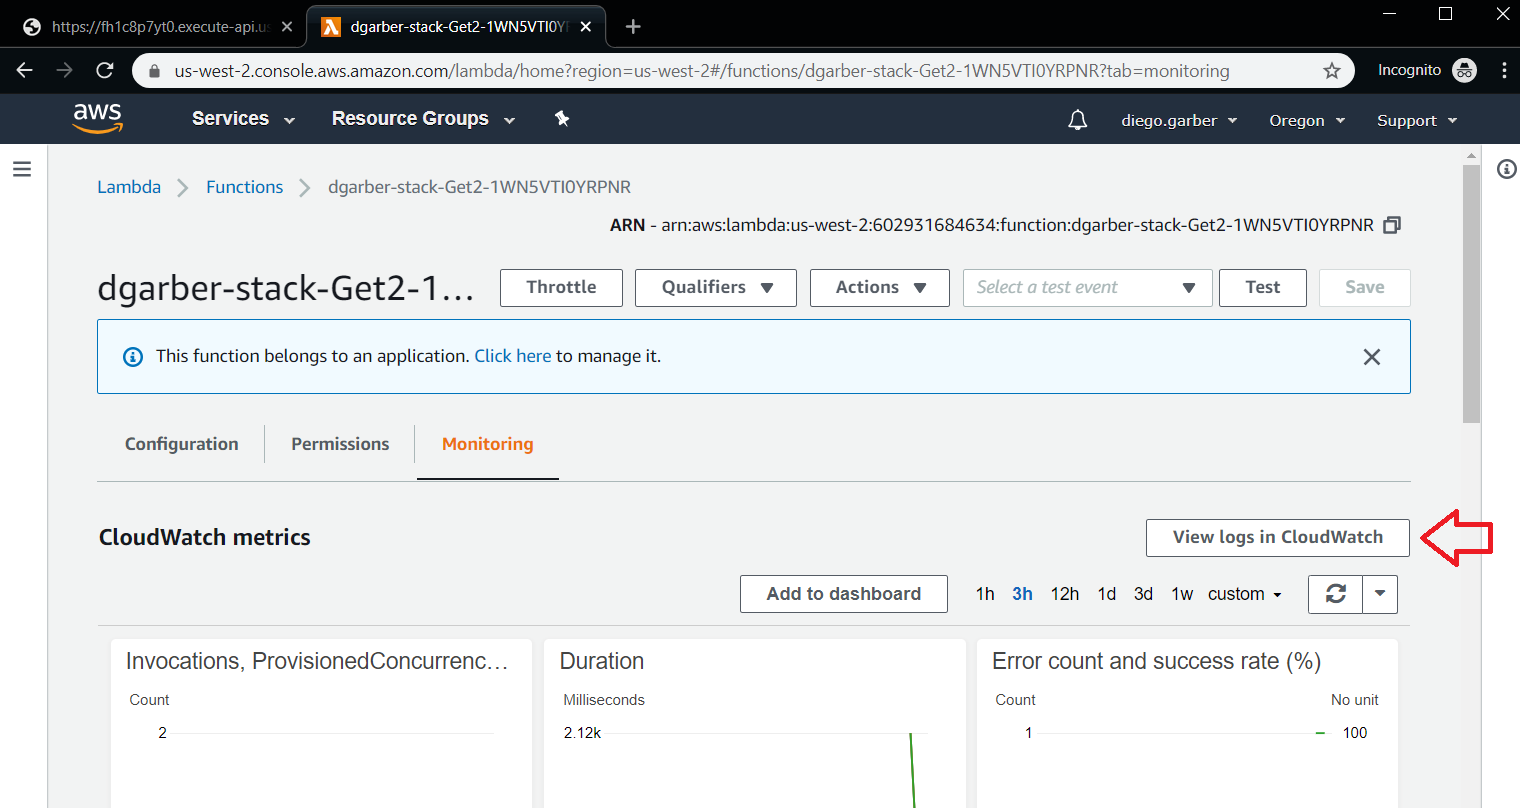 https://fh1c8p7yt0.execute-api.us
dgarber-stack-Get2-1WN5VTI0YF
us-west-2.console.aws.amazon.com/lambda/home?region=us-west-2#/functions/dgarber-stack-Get2-1WN5VTI0YRPNR?tab=monitoring
Incognito
aws
Services
Resource Groups
diego.garber
Oregon
Support
Lambda
Functions
dgarber-stack-Get2-1WN5VTI0YRPNR
ARN - arn:aws:lambda:us-west-2:602931684634:function:dgarber-stack-Get2-1WN5VTI0YRPNR
dgarber-stack-Get2-1...
Throttle
Qualifiers
Actions
Select a test event
Test
Save
This function belongs to an application. Click here to manage it.
Configuration
Permissions
Monitoring
CloudWatch metrics
View logs in CloudWatch
Add to dashboard
1h 3h 12h 1d 3d 1w custom
Invocations, ProvisionedConcurrenc...
Count
2
Duration
Milliseconds
2.12k
Error count and success rate (%)
Count
No unit
1
100